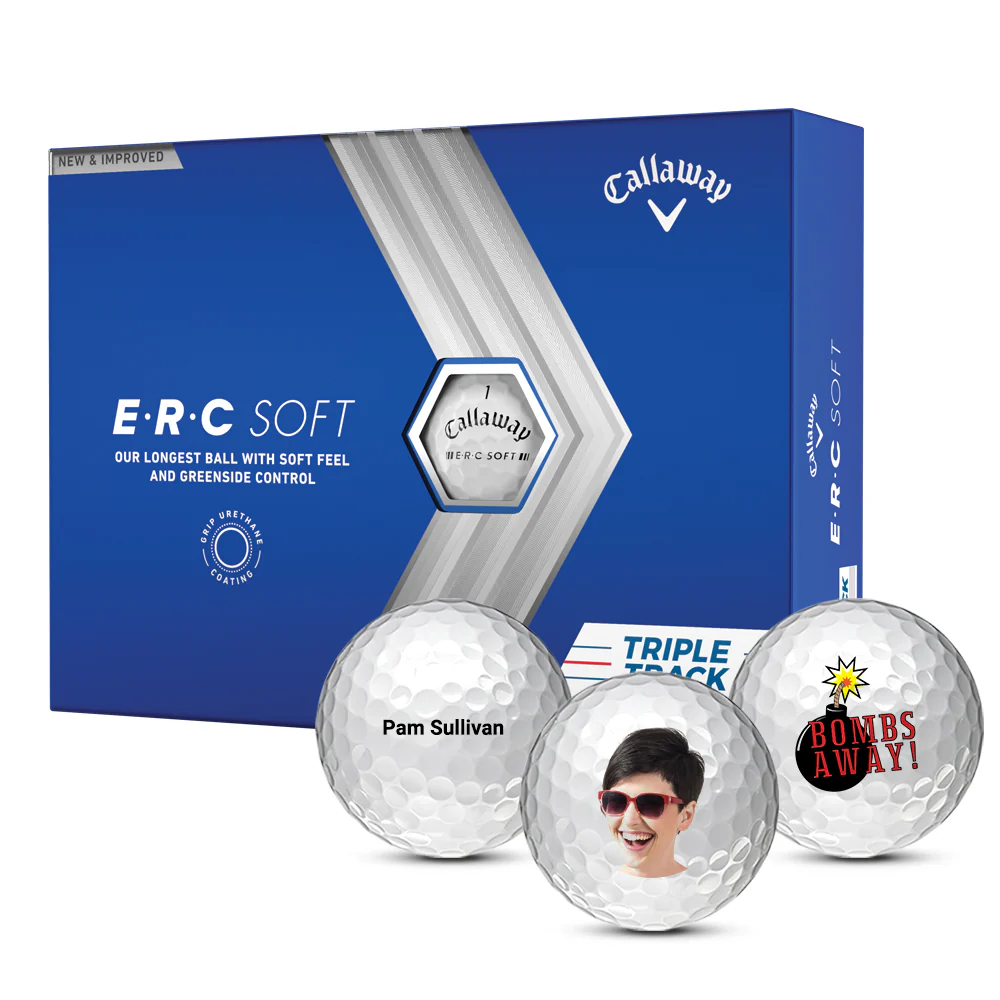 NEW & IMPROVED
Callaway
E·R·C SOFT
OUR LONGEST BALL WITH SOFT FEEL
AND GREENSIDE CONTROL
GRIP URETHANE
COATING
1
Callaway
E·R·C SOFT
Callaway
E·R·C SOFT
CK
TRIPLE
TRACK
Pam Sullivan
BOMBS
AWAY!